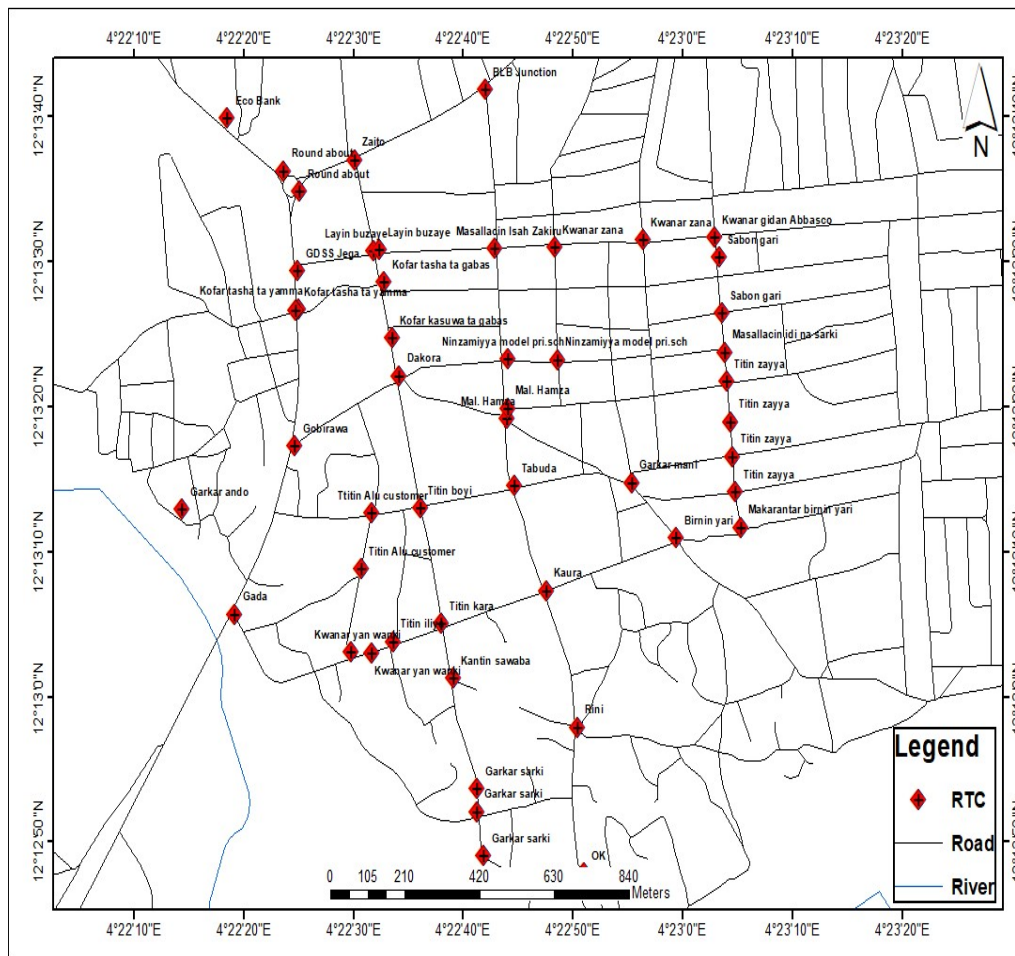 4°22'10"E 4°22'20"E 4°22'30"E 4°22'40"E 4°22'50"E 4°23'0"E 4°23'10"E 4°23'20"E
BLB Junction
12°13'40"N
Eco Bank
N
Zaito
Round about
Round about
Kwanar gidan Abbasco
Kwanar zana
Layin buzaye Layin buzaye Masallacin Isah Zakiru Kwanar zana
Sabon gari
GDSS Jega
12°13'30"N
Kofar tasha ta gabas
Kofar tasha ta yamma Kofar tasha ta yamma
Sabon gari
Kofar kasuwa ta gabas
Masallacin idi na sarki
Ninzamiyya model pri.sch Ninzamiyya model pri.sch
Dakora
Titin zayya
Mal. Hamza
12°13'20"N
Mal. Hamza
Titin zayya
Gobirawa
Titin zayya
Tabuda
Garkar mani
Titin zayya
Garkar ando
Ttitin Alu customer
Titin boyi
Makarantar birnin yari
Birnin yari
12°13'10"N
Titin Alu customer
Kaura
Gada
Titin kara
Titin iliya
Kwanar yan wanki
Kwanar yan wanki
Kantin sawaba
12°13'0"N
Rini
Legend
Garkar sarki
RTC
Garkar sarki
Road
12°12'50"N
Garkar sarki
OK
River
0 105 210 420 630 840
Meters
4°22'10"E 4°22'20"E 4°22'30"E 4°22'40"E 4°22'50"E 4°23'0"E 4°23'10"E 4°23'20"E